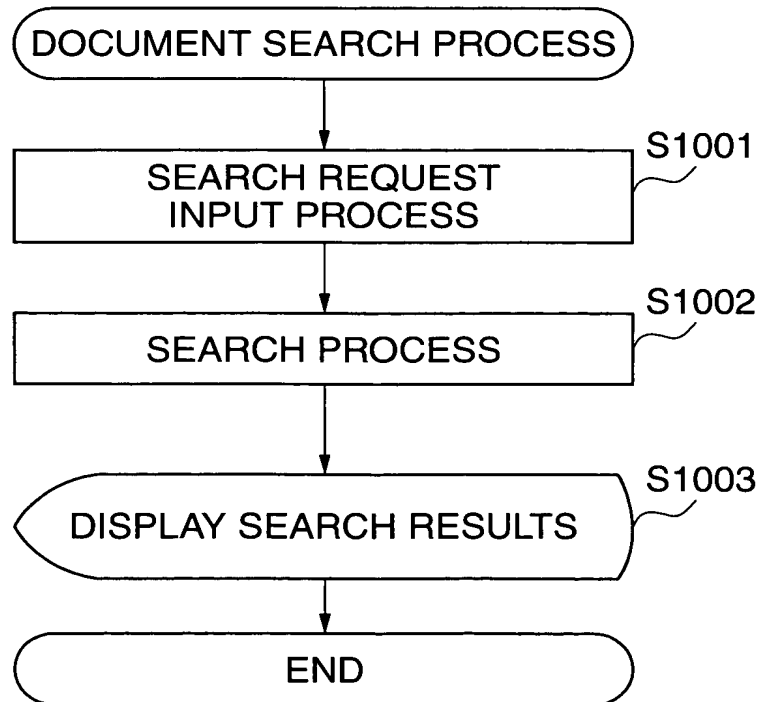 DOCUMENT SEARCH PROCESS
S1001
SEARCH REQUEST
INPUT PROCESS
S1002
SEARCH PROCESS
S1003
DISPLAY SEARCH RESULTS
END